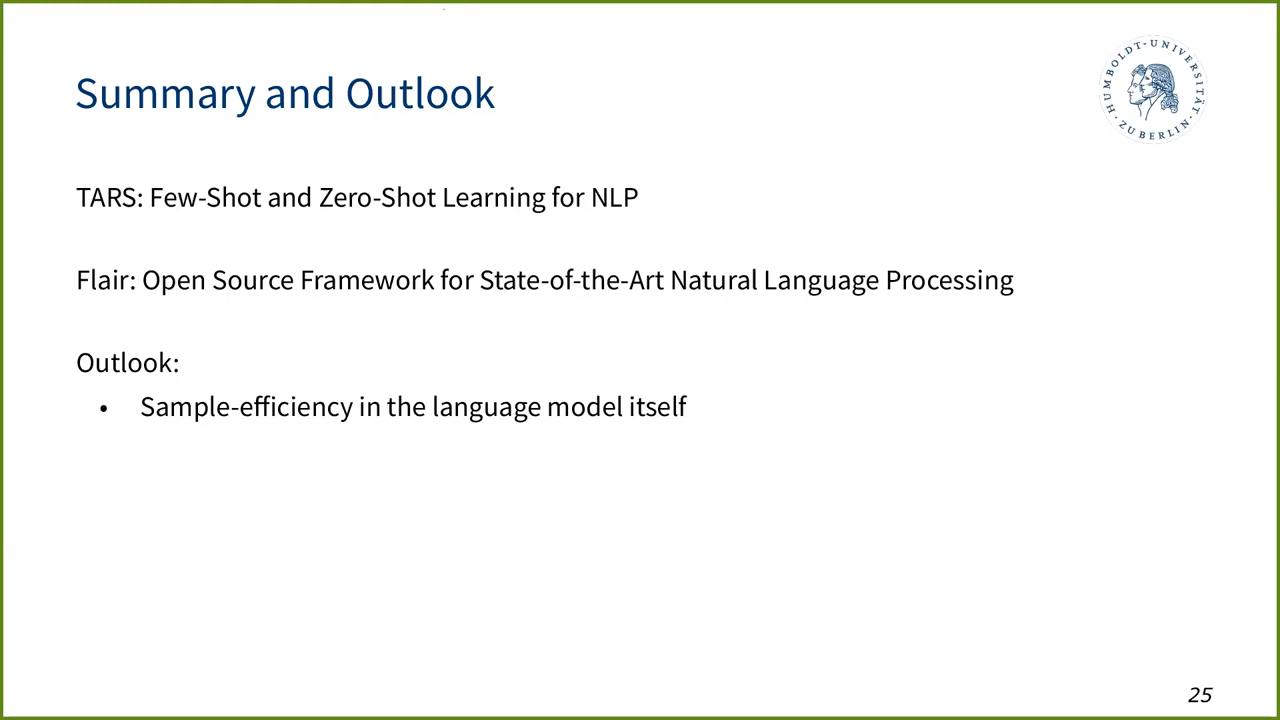 Summary and Outlook
HUMBOLDT-UNIVERSITÄT ZU BERLIN
TARS: Few-Shot and Zero-Shot Learning for NLP
Flair: Open Source Framework for State-of-the-Art Natural Language Processing
Outlook:
• Sample-efficiency in the language model itself
25